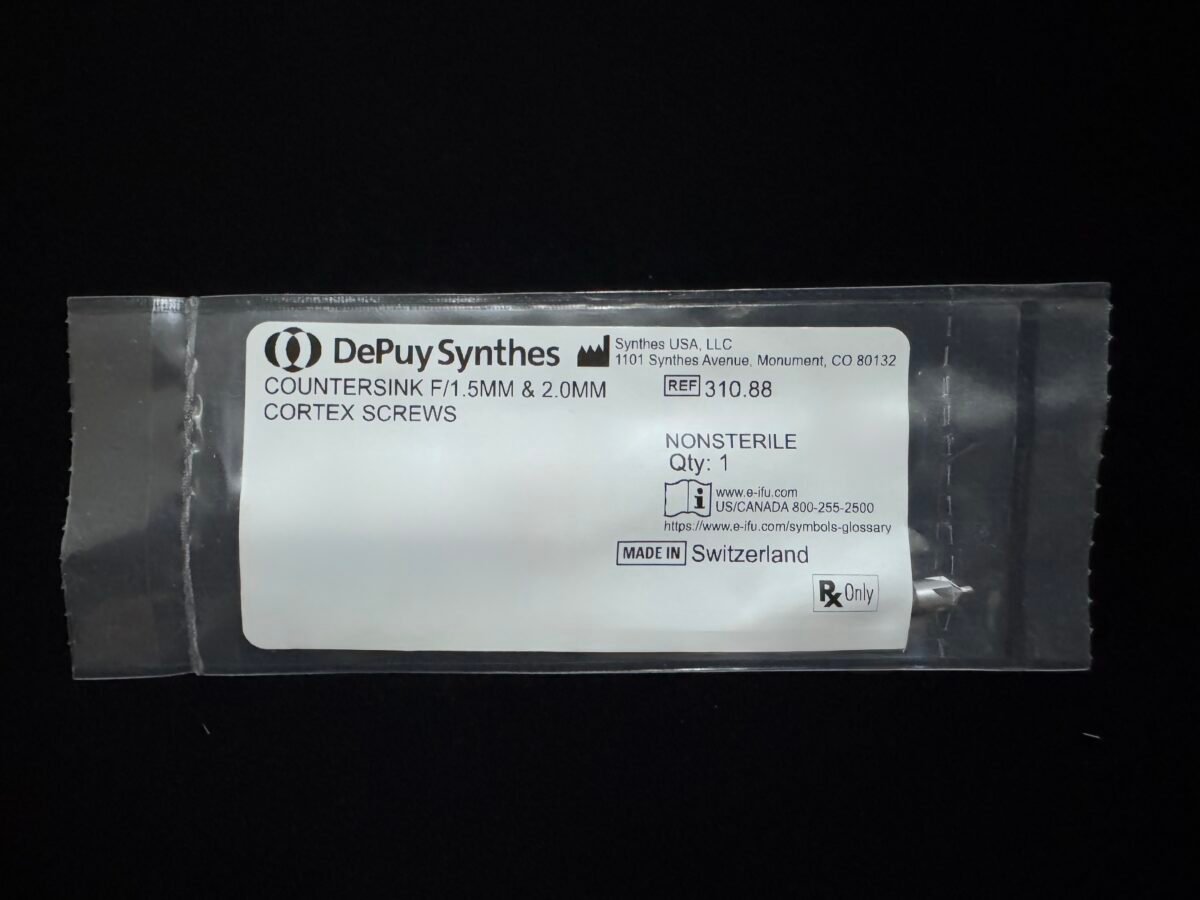 DePuy Synthes
Synthes USA, LLC
1101 Synthes Avenue, Monument, CO 80132
COUNTERSINK F/1.5MM & 2.0MM
CORTEX SCREWS
REF 310.88
NONSTERILE
Qty: 1
i www.e-ifu.com
US/CANADA 800-255-2500
https://www.e-ifu.com/symbols-glossary
MADE IN Switzerland
Rx Only